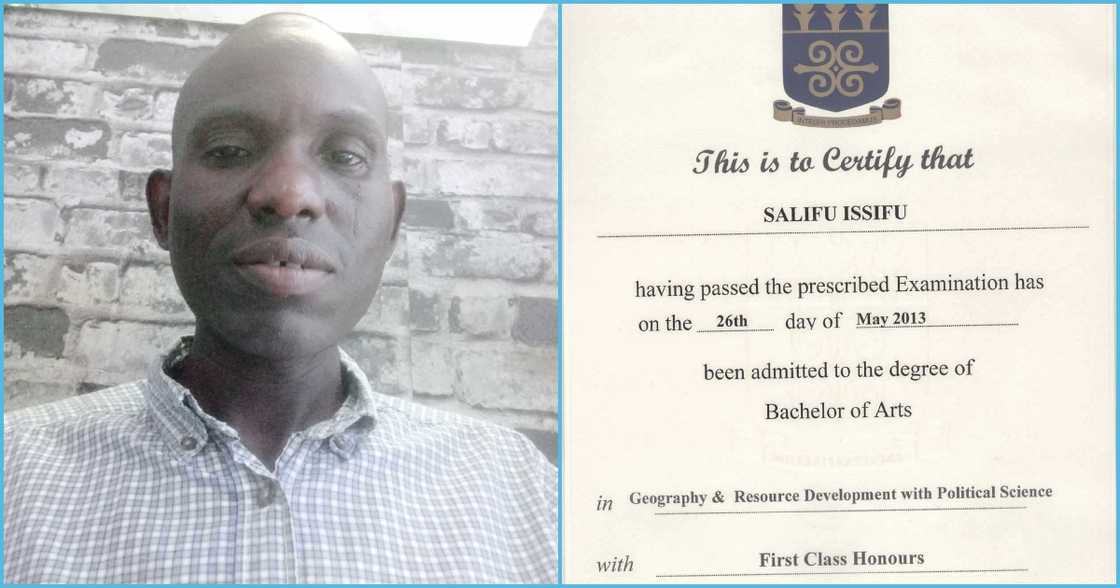 INTEGRI PROCEDAMUS
This is to Certify that
SALIFU ISSIFU
having passed the prescribed Examination has
on the 26th day of May 2013
been admitted to the degree of
Bachelor of Arts
in Geography & Resource Development with Political Science
with First Class Honours